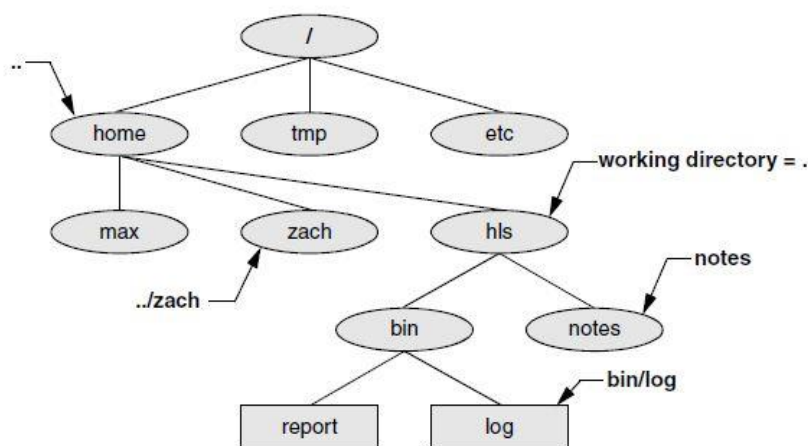 /
..
home
tmp
etc
working directory = .
max
zach
hls
notes
../zach
bin
notes
bin/log
report
log